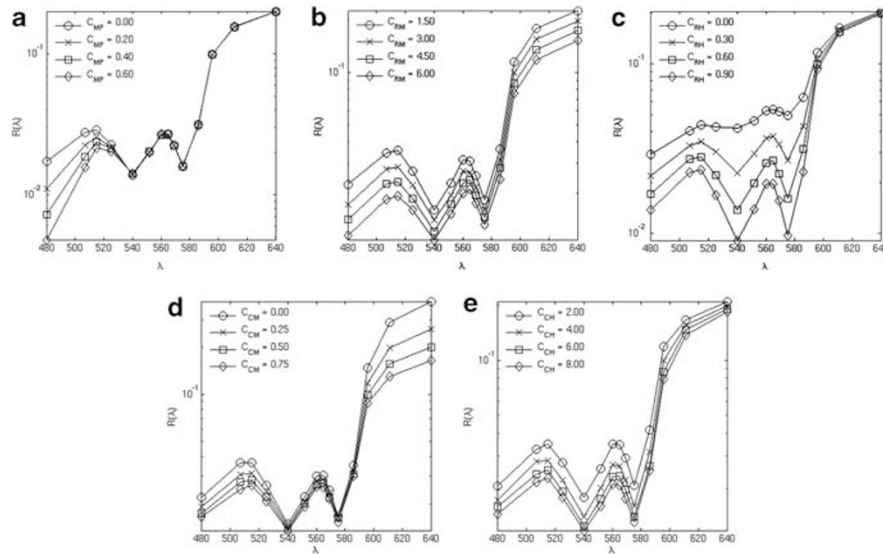 a
C_MP = 0.00
C_MP = 0.20
C_MP = 0.40
C_MP = 0.60
10^-1
10^-2
R(λ)
480 500 520 540 560 580 600 620 640
λ
b
C_RM = 1.50
C_RM = 3.00
C_RM = 4.50
C_RM = 6.00
10^-1
R(λ)
480 500 520 540 560 580 600 620 640
λ
c
C_RH = 0.00
C_RH = 0.30
C_RH = 0.60
C_RH = 0.90
10^-1
10^-2
R(λ)
480 500 520 540 560 580 600 620 640
λ
d
C_CM = 0.00
C_CM = 0.25
C_CM = 0.50
C_CM = 0.75
10^-1
R(λ)
480 500 520 540 560 580 600 620 640
λ
e
C_CH = 2.00
C_CH = 4.00
C_CH = 6.00
C_CH = 8.00
10^-1
R(λ)
480 500 520 540 560 580 600 620 640
λ